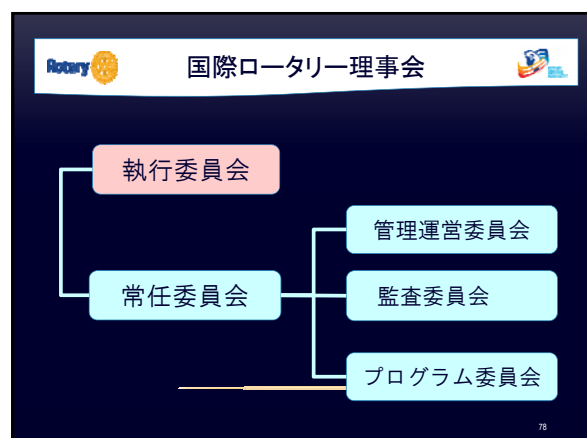 Rotary
国際ロータリー理事会
執行委員会
管理運営委員会
常任委員会
監査委員会
プログラム委員会
78